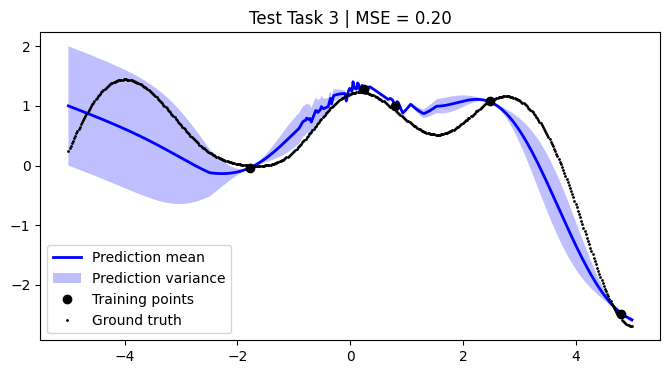 Test Task 3 | MSE = 0.20
2
1
0
−1
−2
Prediction mean
Prediction variance
Training points
Ground truth
−4 −2 0 2 4